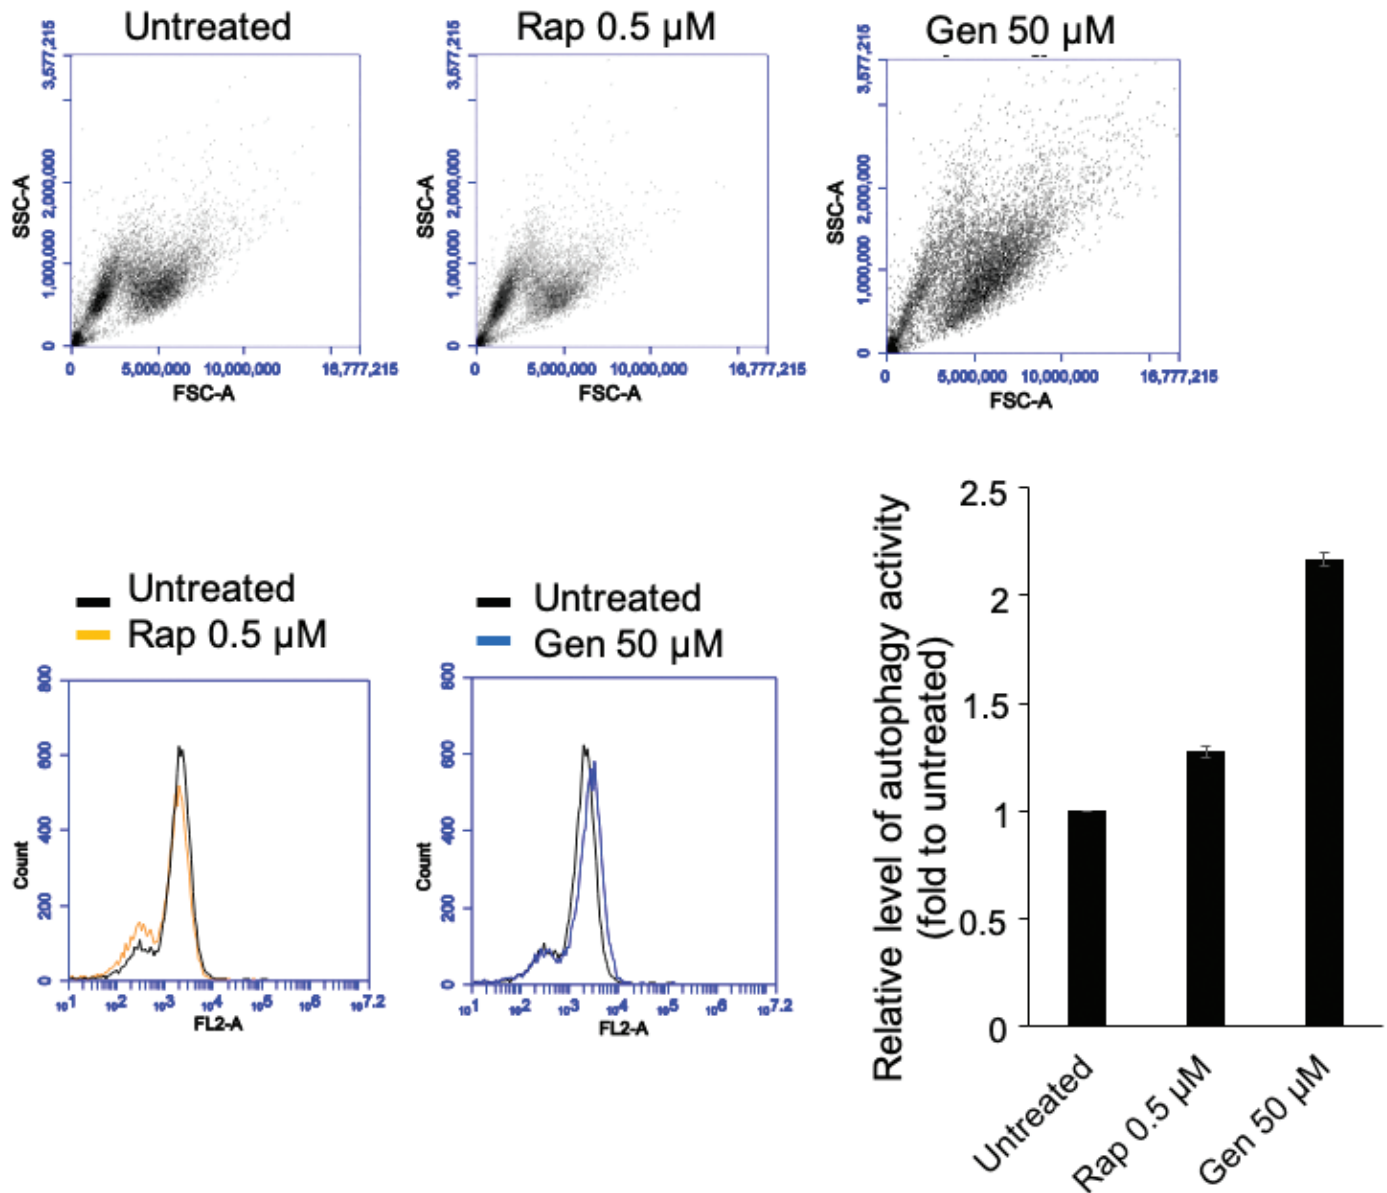 Untreated
3,577,215
2,000,000
1,000,000
0
SSC-A
0 5,000,000 10,000,000 16,777,215
FSC-A
Rap 0.5 µM
3,577,215
2,000,000
1,000,000
0
SSC-A
0 5,000,000 10,000,000 16,777,215
FSC-A
Gen 50 µM
3,577,215
2,000,000
1,000,000
0
SSC-A
0 5,000,000 10,000,000 16,777,215
FSC-A
Untreated
Rap 0.5 µM
800
600
400
200
0
Count
10^1 10^2 10^3 10^4 10^5 10^6 10^7.2
FL2-A
Untreated
Gen 50 µM
800
600
400
200
0
Count
10^1 10^2 10^3 10^4 10^5 10^6 10^7.2
FL2-A
Relative level of autophagy activity
(fold to untreated)
2.5
2
1.5
1
0.5
0
Untreated
Rap 0.5 µM
Gen 50 µM